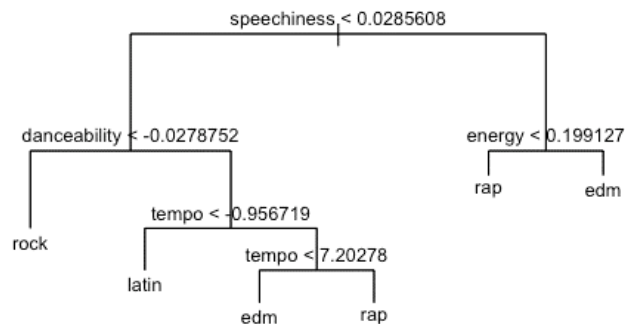 speechiness < 0.0285608
danceability < -0.0278752
energy < 0.199127
rap
edm
rock
tempo < -0.956719
latin
tempo < 7.20278
edm
rap